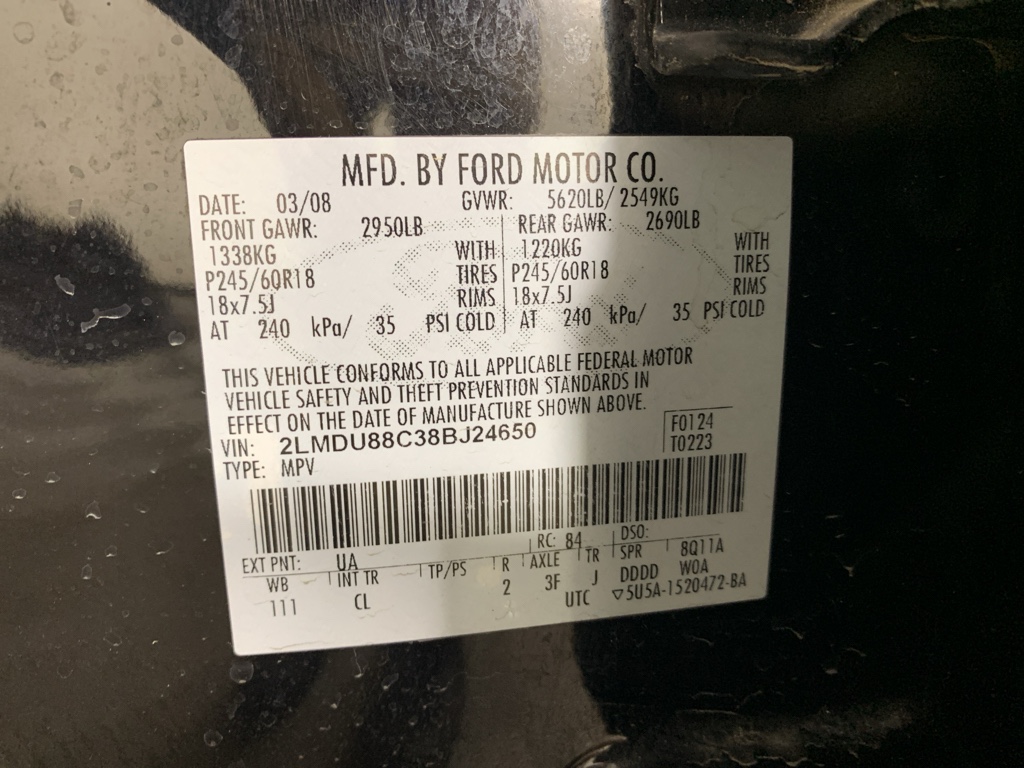 MFD. BY FORD MOTOR CO.
DATE: 03/08 GVWR: 5620LB/ 2549KG
FRONT GAWR: 2950LB REAR GAWR: 2690LB
1338KG WITH 1220KG WITH
P245/60R18 TIRES P245/60R18 TIRES
18x7.5J RIMS 18x7.5J RIMS
AT 240 kPa/ 35 PSI COLD AT 240 kPa/ 35 PSI COLD
THIS VEHICLE CONFORMS TO ALL APPLICABLE FEDERAL MOTOR
VEHICLE SAFETY AND THEFT PREVENTION STANDARDS IN
EFFECT ON THE DATE OF MANUFACTURE SHOWN ABOVE.
VIN: 2LMDU88C38BJ24650 F0124
TYPE: MPV T0223
EXT PNT: UA RC: 84 DSO:
WB INT TR TP/PS R AXLE TR SPR 8Q11A
111 CL 2 3F J DDDD W0A
UTC ▽5U5A-1520472-BA